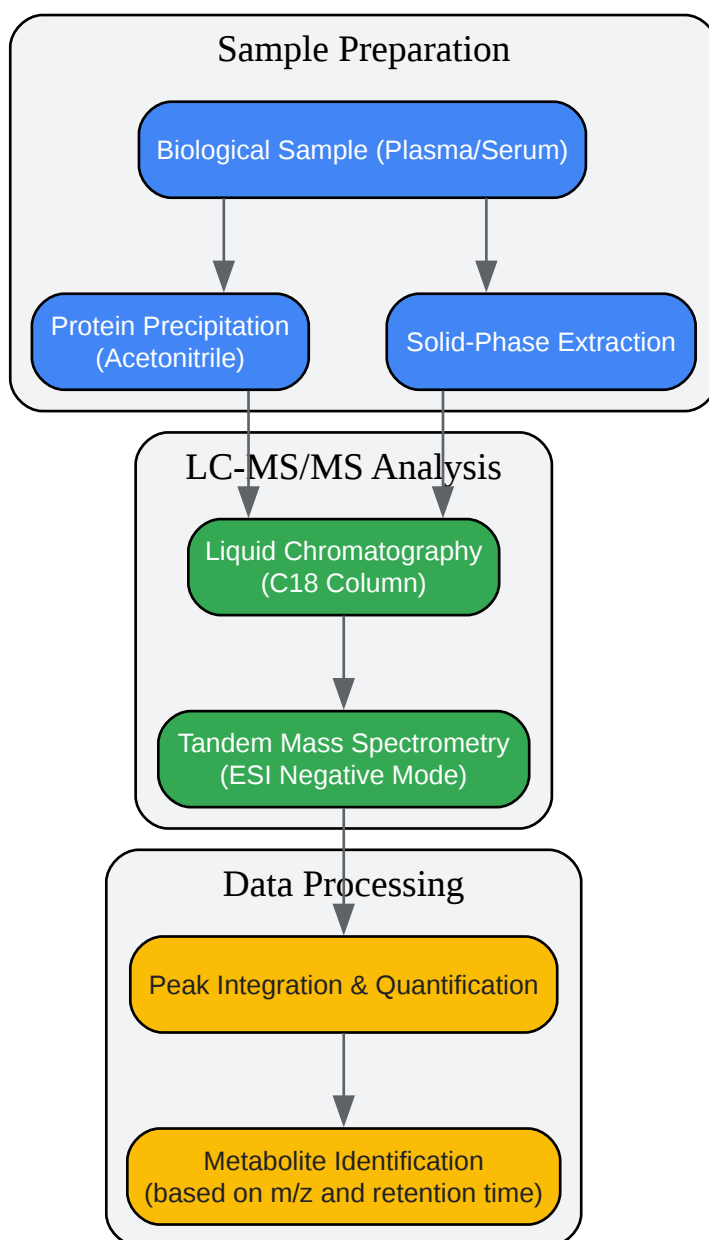 Sample Preparation
Biological Sample (Plasma/Serum)
Protein Precipitation
(Acetonitrile)
Solid-Phase Extraction
LC-MS/MS Analysis
Liquid Chromatography
(C18 Column)
Tandem Mass Spectrometry
(ESI Negative Mode)
Data Processing
Peak Integration & Quantification
Metabolite Identification
(based on m/z and retention time)